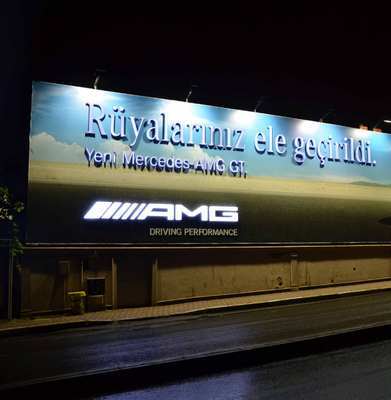 Rüyalarınız ele geçirildi.
Yeni Mercedes-AMG GT.
AMG
DRIVING PERFORMANCE